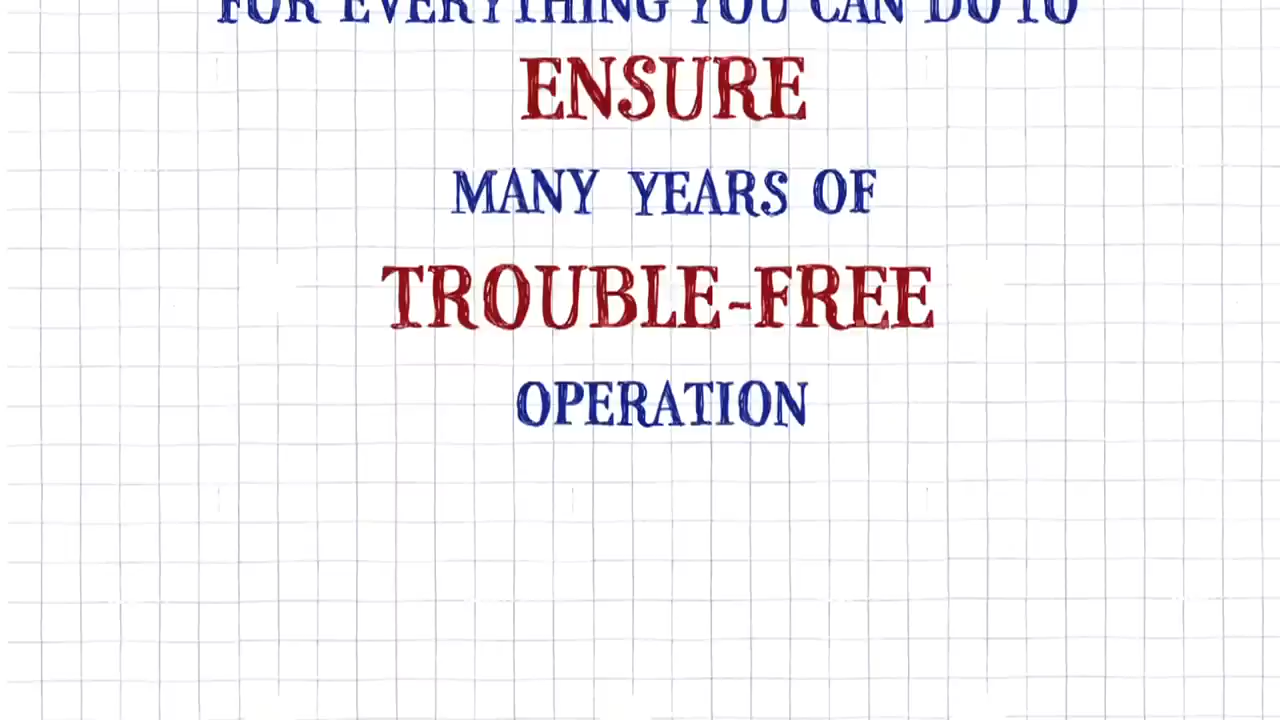 FOR EVERYTHING YOU CAN DO TO
ENSURE
MANY YEARS OF
TROUBLE-FREE
OPERATION